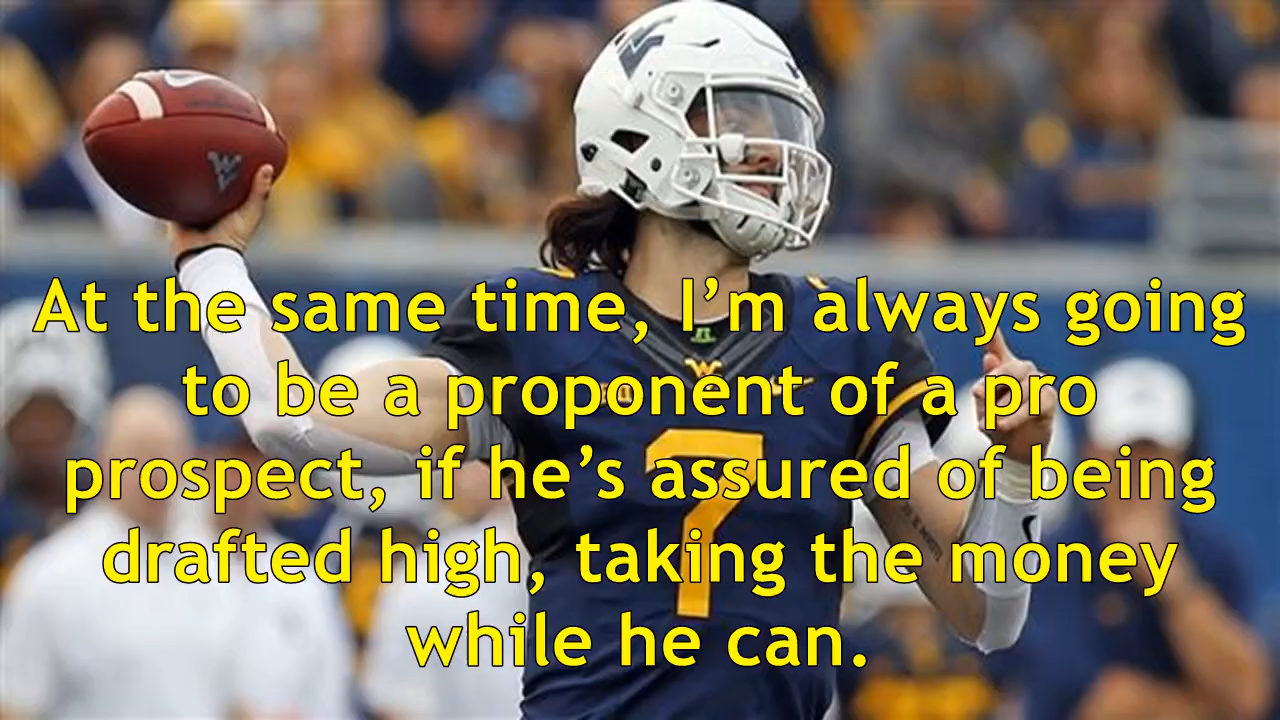 At the same time, I’m always going
to be a proponent of a pro
prospect, if he’s assured of being
drafted high, taking the money
while he can.
7